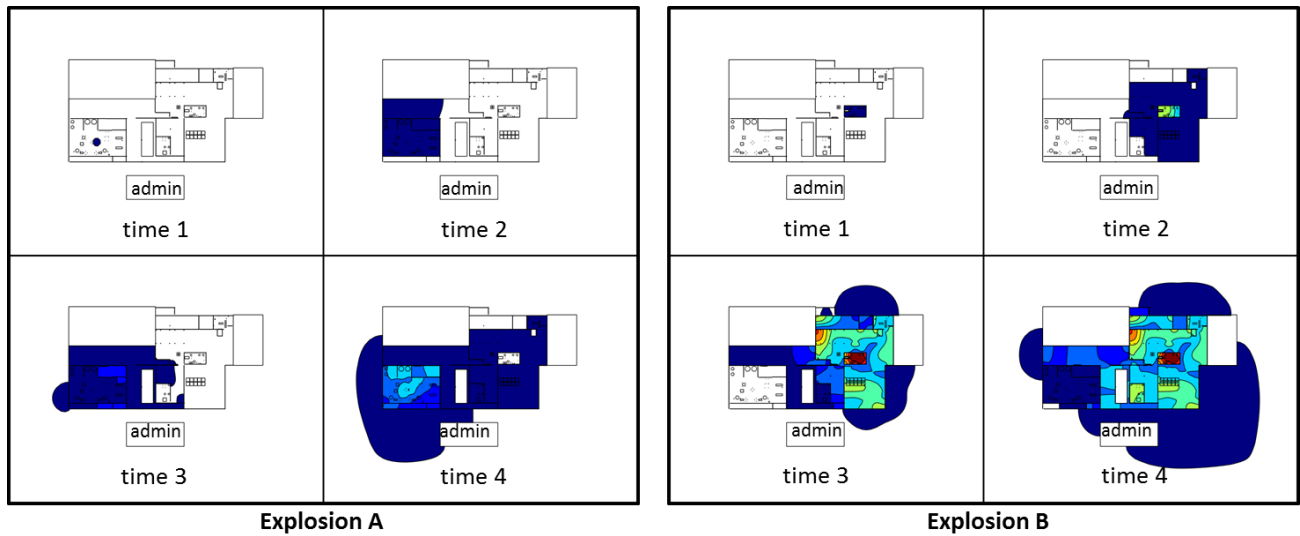 admin
time 1
admin
time 2
admin
time 1
admin
time 2
admin
time 3
admin
time 4
admin
time 3
admin
time 4
Explosion A
Explosion B